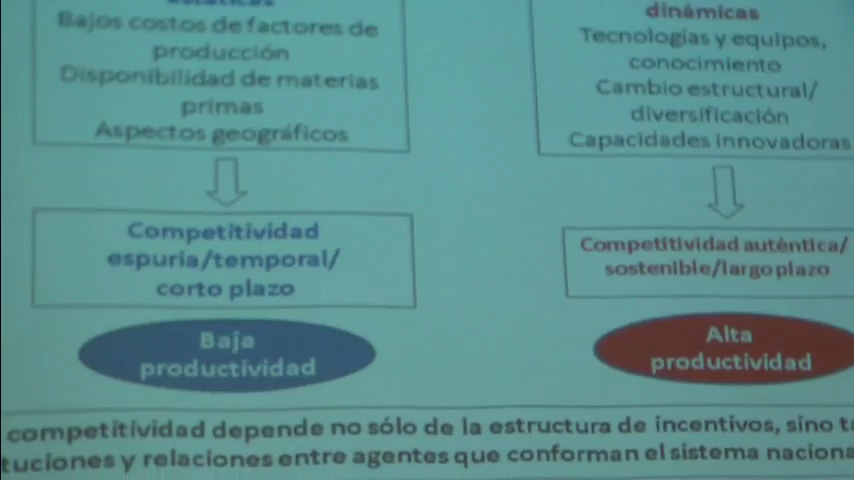 Bajos costos de factores de
producción
Disponibilidad de materias
primas
Aspectos geográficos
dinámicas
Tecnologías y equipos,
conocimiento
Cambio estructural/
diversificación
Capacidades innovadoras
Competitividad
espuria/temporal/
corto plazo
Competitividad auténtica/
sostenible/largo plazo
Baja
productividad
Alta
productividad
competitividad depende no sólo de la estructura de incentivos, sino
tuciones y relaciones entre agentes que conforman el sistema naciona